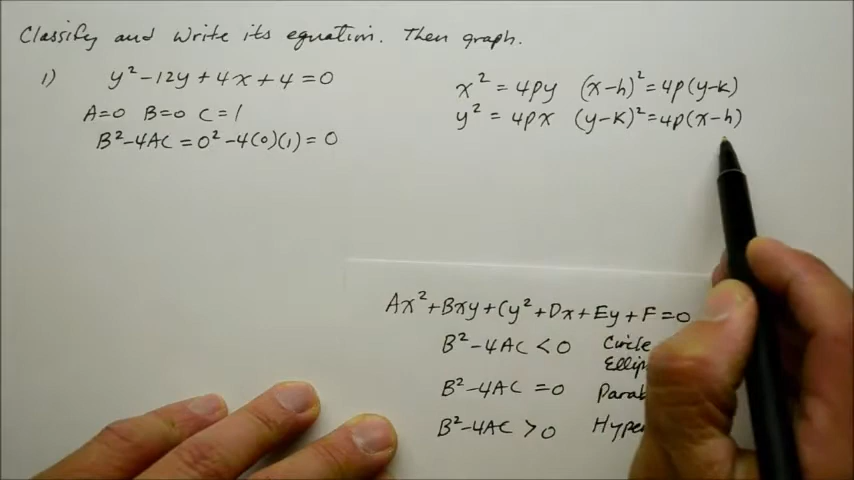 Classify and write its equation. Then graph.
1) y² - 12y + 4x + 4 = 0
A=0 B=0 C=1
B² - 4AC = 0² - 4(0)(1) = 0
x² = 4py (x-h)² = 4p(y-k)
y² = 4px (y-k)² = 4p(x-h)
Ax² + Bxy + Cy² + Dx + Ey + F = 0
B² - 4AC < 0 Circle
B² - 4AC = 0
B² - 4AC > 0